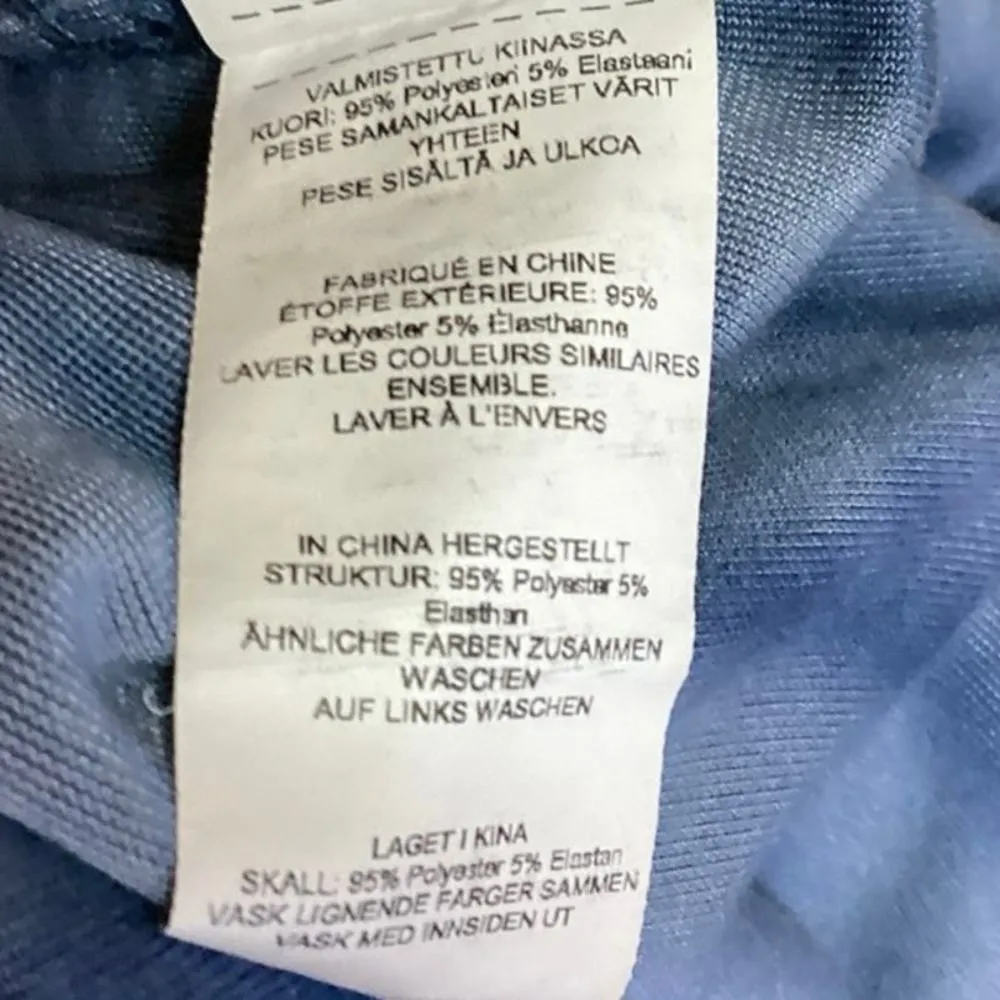 VALMISTETTU KIINASSA
KUORI: 95% Polyesteri 5% Elastaani
PESE SAMANKALTAISET VÄRIT
YHTEEN
PESE SISÄLTÄ JA ULKOA
FABRIQUÉ EN CHINE
ÉTOFFE EXTÉRIEURE: 95%
Polyester 5% Élasthanne
LAVER LES COULEURS SIMILAIRES
ENSEMBLE.
LAVER À L'ENVERS
IN CHINA HERGESTELLT
STRUKTUR: 95% Polyester 5%
Elasthan
ÄHNLICHE FARBEN ZUSAMMEN
WASCHEN
AUF LINKS WASCHEN
LAGET I KINA
SKALL: 95% Polyester 5% Elastan
VASK LIGNENDE FARGER SAMMEN
VASK MED INNSIDEN UT